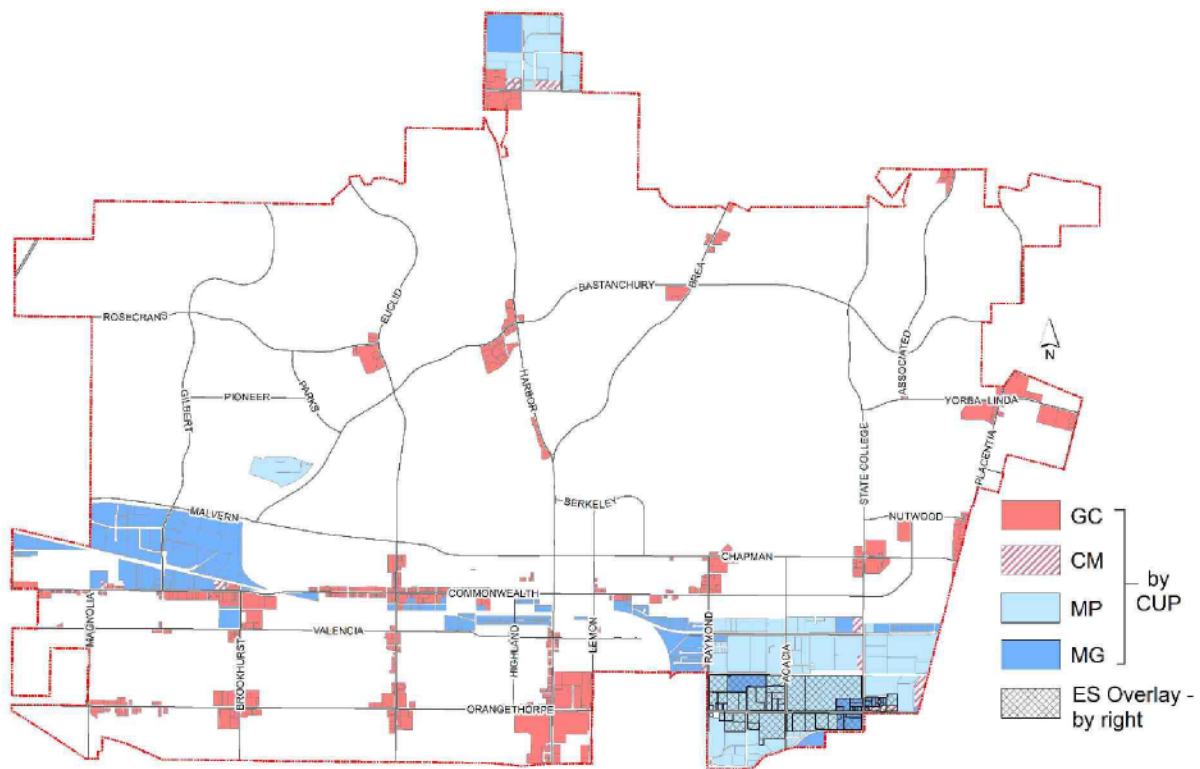 BASTANCHURY
BREA
EUCLID
ROSECRANS
N
HARBOR
ASSOCIATED
GILBERT
PIONEER
PARKS
YORBA-LINDA
STATE COLLEGE
PLACENTIA
BERKELEY
MALVERN
NUTWOOD
CHAPMAN
COMMONWEALTH
MAGNOLIA
VALENCIA
BROOKHURST
HIGHLAND
LEMON
RAYMOND
ACACIA
ORANGETHORPE
GC
CM
MP
MG
by
CUP
ES Overlay -
by right